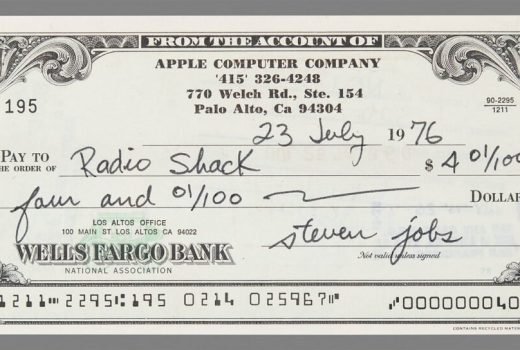 FROM THE ACCOUNT OF
APPLE COMPUTER COMPANY
'415' 326-4248
770 Welch Rd., Ste. 154
Palo Alto, Ca 94304
195
90-2295
1211
23 July 1976
PAY TO
THE ORDER OF
Radio Shack $ 4 01/100
four and 01/100 DOLLA
LOS ALTOS OFFICE
100 MAIN ST. LOS ALTOS CA 94022
WELLS FARGO BANK
NATIONAL ASSOCIATION
steven jobs
Not valid unless signed
1211 2295 195 0214 025967 000000040
CONTAINS RECYCLED MATER